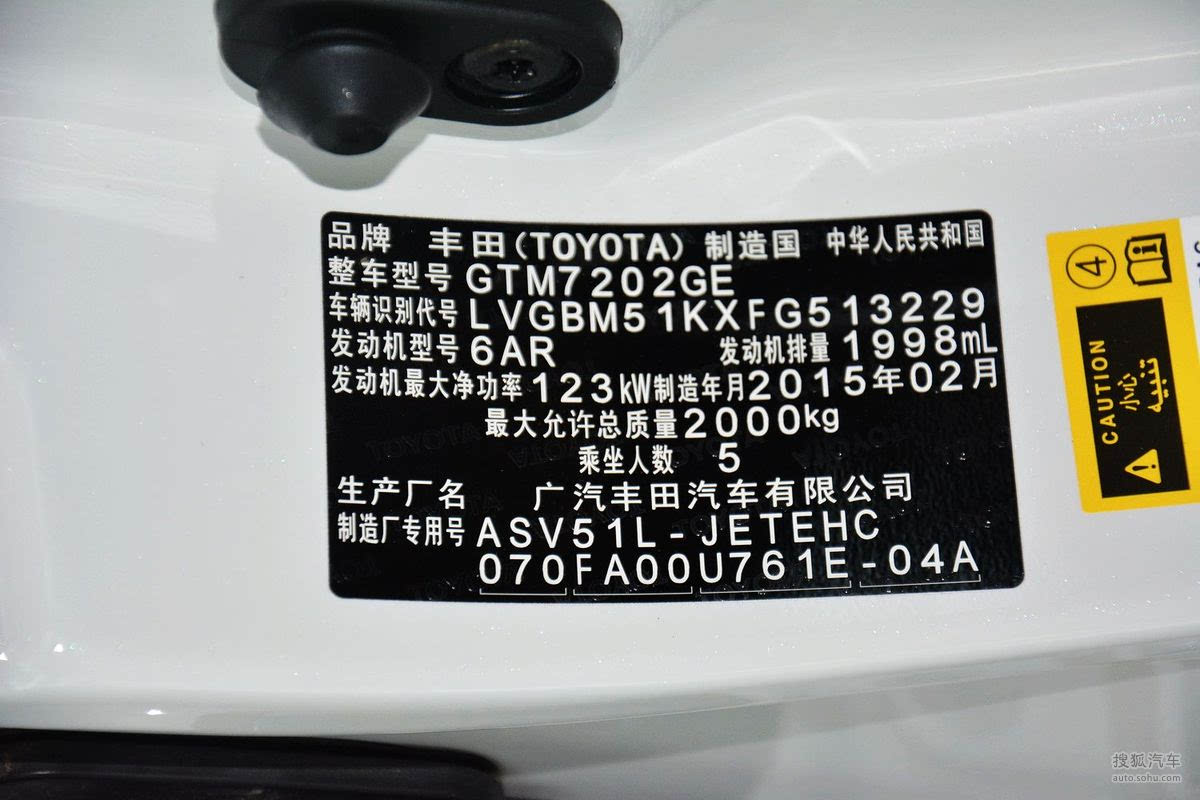 品牌 丰田(TOYOTA) 制造国 中华人民共和国
整车型号 GTM7202GE
车辆识别代号 LVGBM51KXFG513229
发动机型号 6AR 发动机排量 1998mL
发动机最大净功率 123kW 制造年月 2015年02月
最大允许总质量 2000kg
乘坐人数 5
生产厂名 广汽丰田汽车有限公司
制造厂专用号 ASV51L-JETEHC
070FA00U761E-04A
4
CAUTION
小心
تنبيه
搜狐汽车
auto.sohu.com